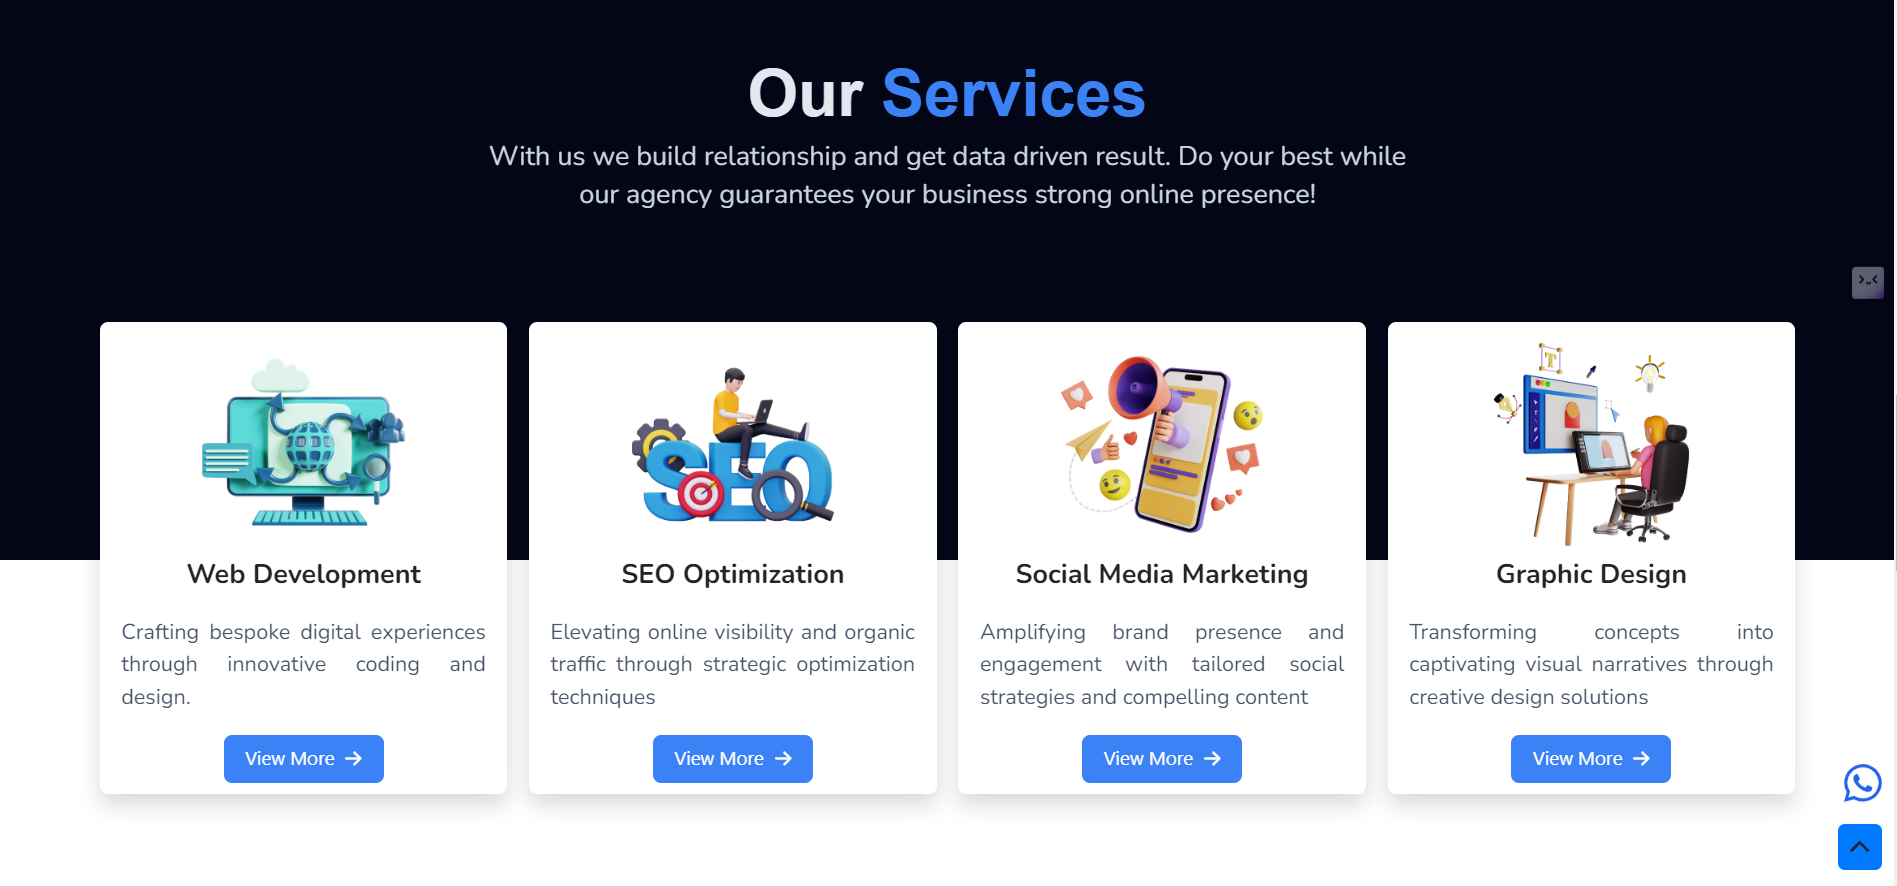 Our Services
With us we build relationship and get data driven result. Do your best while
our agency guarantees your business strong online presence!
T
SEO
Web Development
Crafting bespoke digital experiences
through innovative coding and
design.
View More
SEO Optimization
Elevating online visibility and organic
traffic through strategic optimization
techniques
View More
Social Media Marketing
Amplifying brand presence and
engagement with tailored social
strategies and compelling content
View More
Graphic Design
Transforming concepts into
captivating visual narratives through
creative design solutions
View More